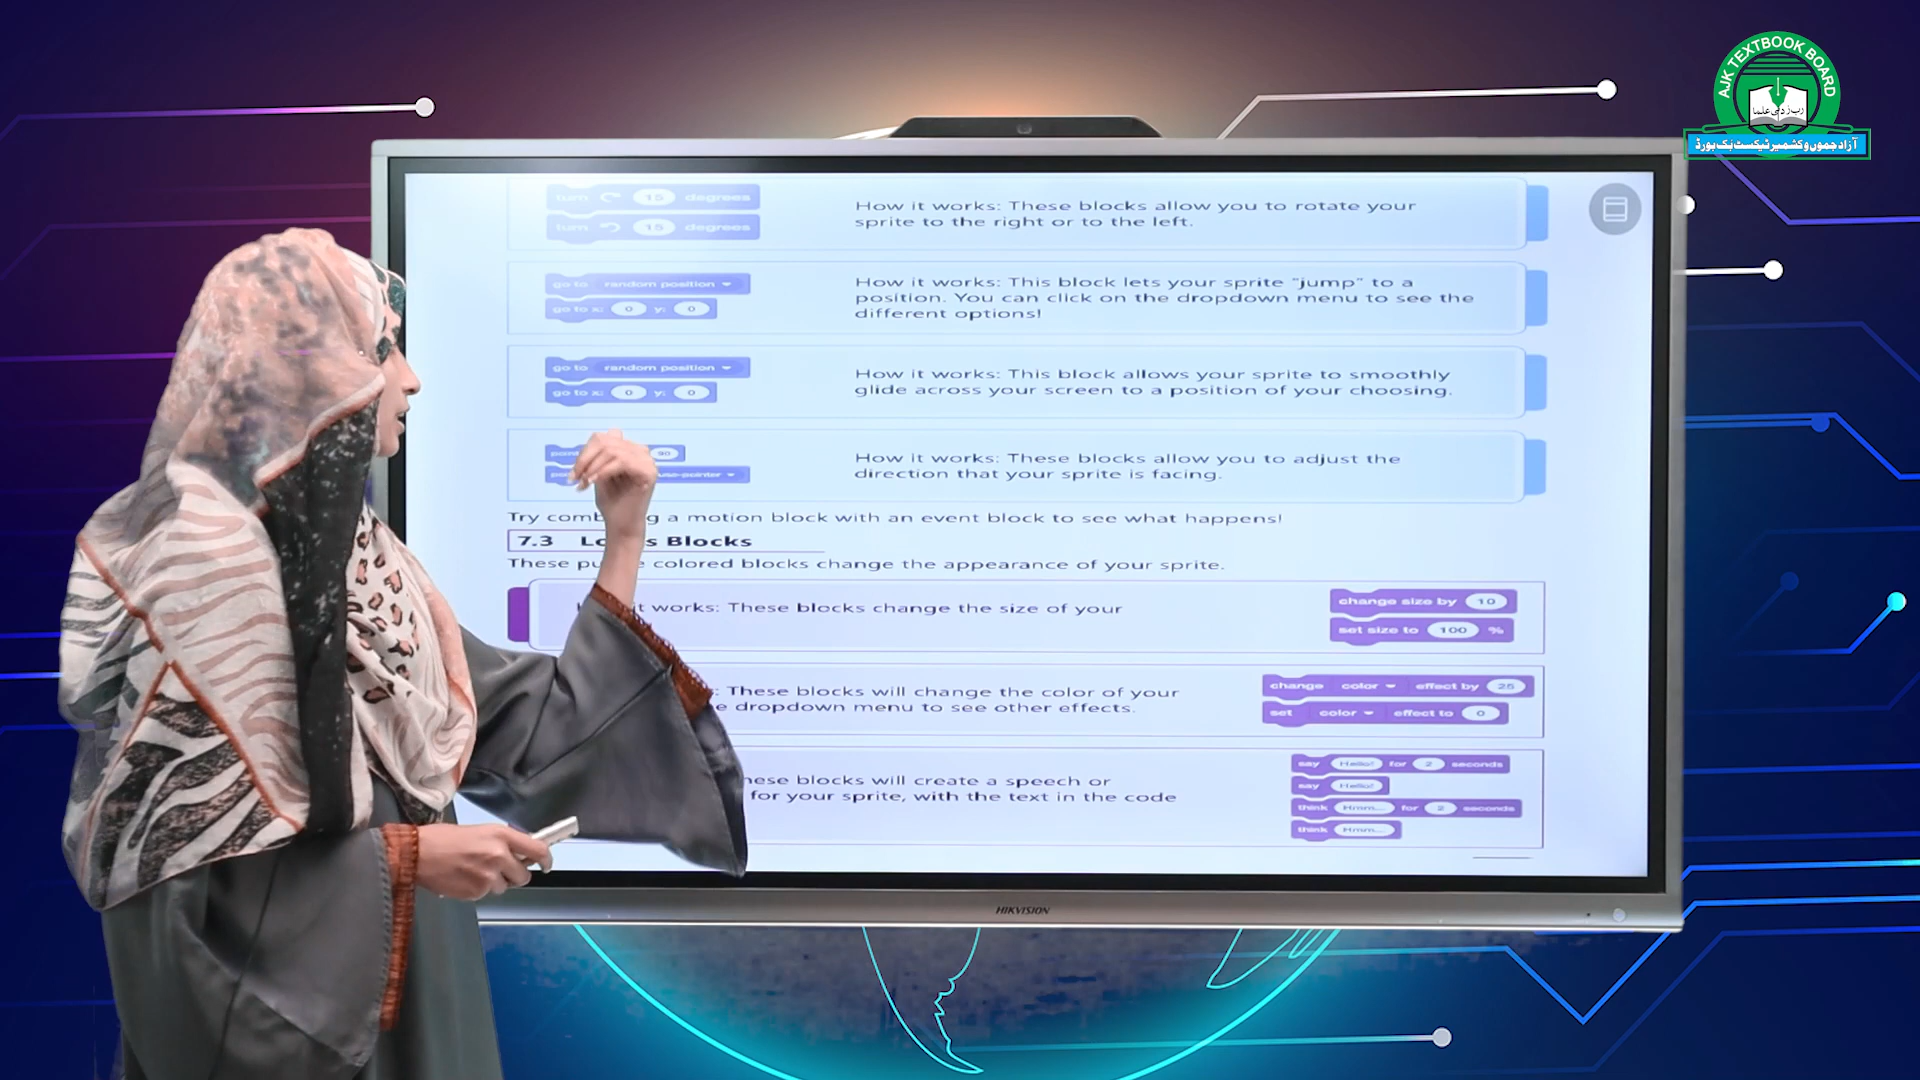 AJK TEXTBOOK BOARD
آزاد جموں و کشمیر ٹیکسٹ بک بورڈ
turn 15 degrees
turn 15 degrees
How it works: These blocks allow you to rotate your
sprite to the right or to the left.
go to random position
go to x: 0 y: 0
How it works: This block lets your sprite "jump" to a
position. You can click on the dropdown menu to see the
different options!
go to random position
go to x: 0 y: 0
How it works: This block allows your sprite to smoothly
glide across your screen to a position of your choosing.
90
How it works: These blocks allow you to adjust the
direction that your sprite is facing.
Try a motion block with an event block to see what happens!
7.3 Blocks
These colored blocks change the appearance of your sprite.
works: These blocks change the size of your
change size by 10
set size to 100 %
These blocks will change the color of your
dropdown menu to see other effects.
change color effect by 25
set color effect to 0
blocks will create a speech or
for your sprite, with the text in the code
say Hello! for 2 seconds
say Hello!
think Hmm... for 2 seconds
think Hmm...
HIKVISION